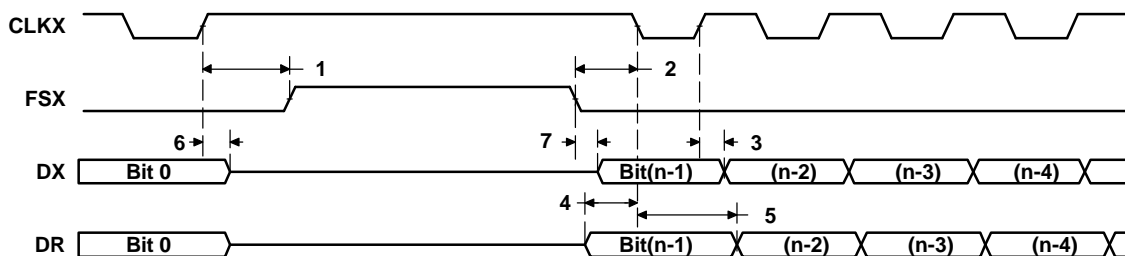 CLKX
1 2
FSX
6 7 3
DX Bit 0 Bit(n-1) (n-2) (n-3) (n-4)
4 5
DR Bit 0 Bit(n-1) (n-2) (n-3) (n-4)